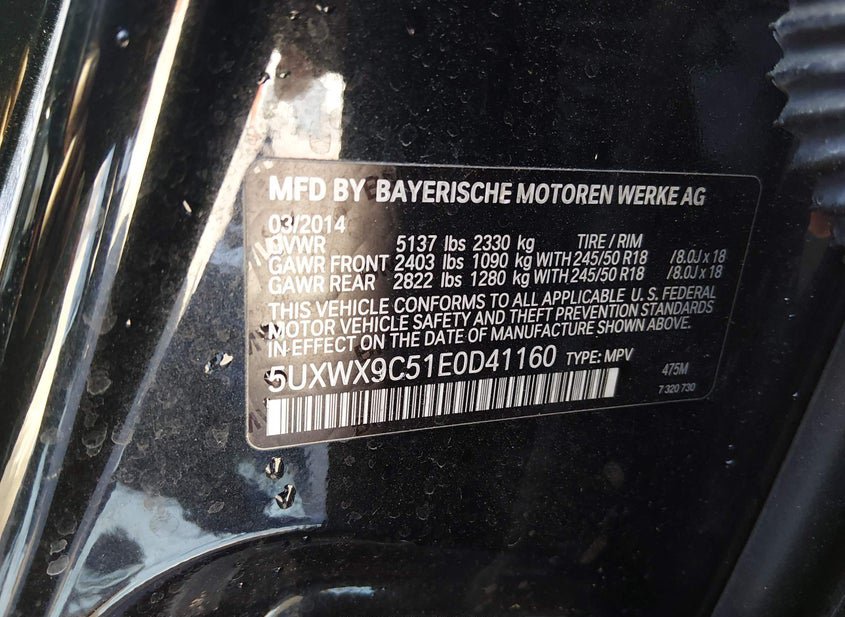 MFD BY BAYERISCHE MOTOREN WERKE AG
03/2014
GVWR 5137 lbs 2330 kg TIRE / RIM
GAWR FRONT 2403 lbs 1090 kg WITH 245/50 R18 /8.0J x 18
GAWR REAR 2822 lbs 1280 kg WITH 245/50 R18 /8.0J x 18
THIS VEHICLE CONFORMS TO ALL APPLICABLE U.S. FEDERAL
MOTOR VEHICLE SAFETY AND THEFT PREVENTION STANDARDS
IN EFFECT ON THE DATE OF MANUFACTURE SHOWN ABOVE.
5UXWX9C51E0D41160 TYPE: MPV 475M
7 320 730